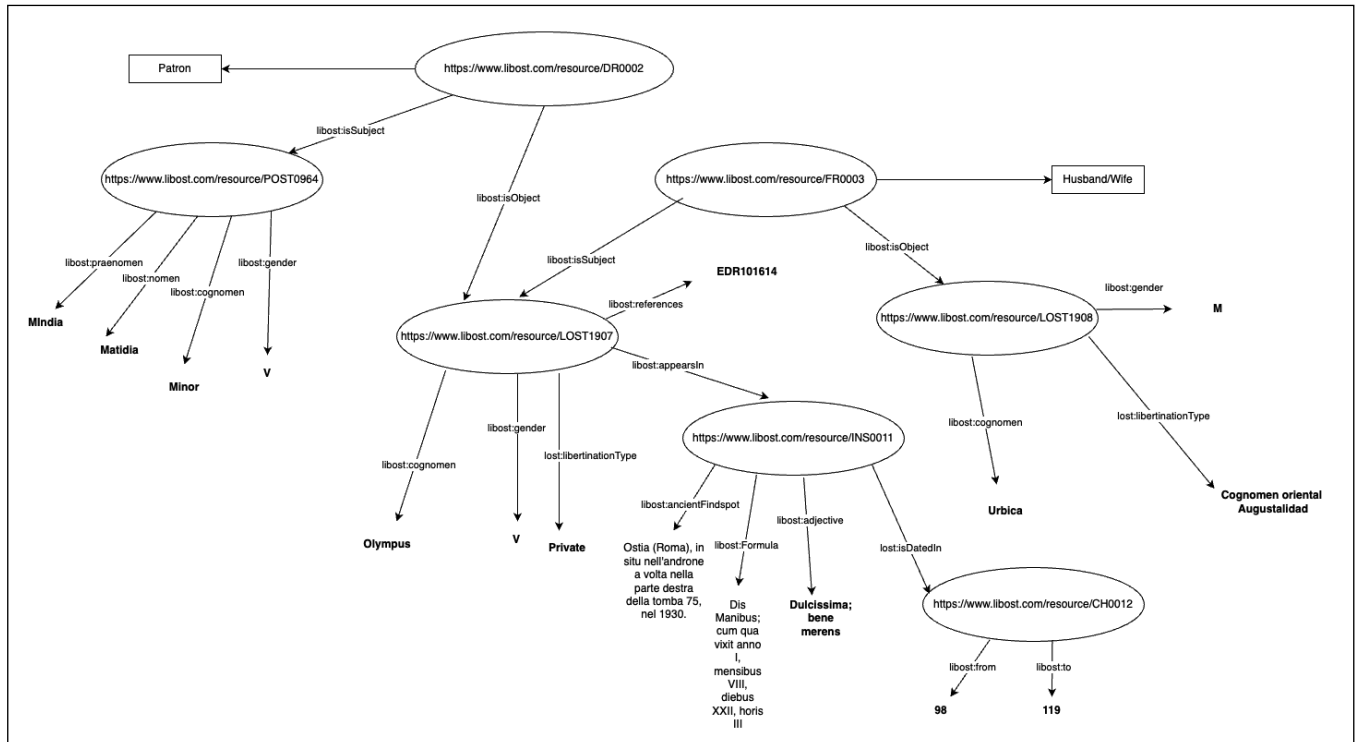 Patron
https://www.libost.com/resource/DR0002
libost:isSubject
libost:isObject
https://www.libost.com/resource/POST0964
https://www.libost.com/resource/FR0003
Husband/Wife
libost:praenomen
libost:nomen
libost:cognomen
libost:gender
MIndia
Matidia
Minor
V
libost:isSubject
libost:isObject
EDR101614
libost:references
https://www.libost.com/resource/LOST1907
https://www.libost.com/resource/LOST1908
libost:gender
M
libost:appearsIn
libost:cognomen
libost:gender
lost:libertinationType
Olympus
V
Private
https://www.libost.com/resource/INS0011
libost:cognomen
lost:libertinationType
Urbica
Cognomen oriental
Augustalidad
libost:ancientFindspot
libost:Formula
libost:adjective
lost:isDatedIn
Ostia (Roma), in
situ nell'androne
a volta nella
parte destra
della tomba 75,
nel 1930.
Dis
Manibus;
cum qua
vixit anno
I,
mensibus
VIII,
diebus
XXII, horis
III
Dulcissima;
bene
merens
https://www.libost.com/resource/CH0012
libost:from
libost:to
98
119